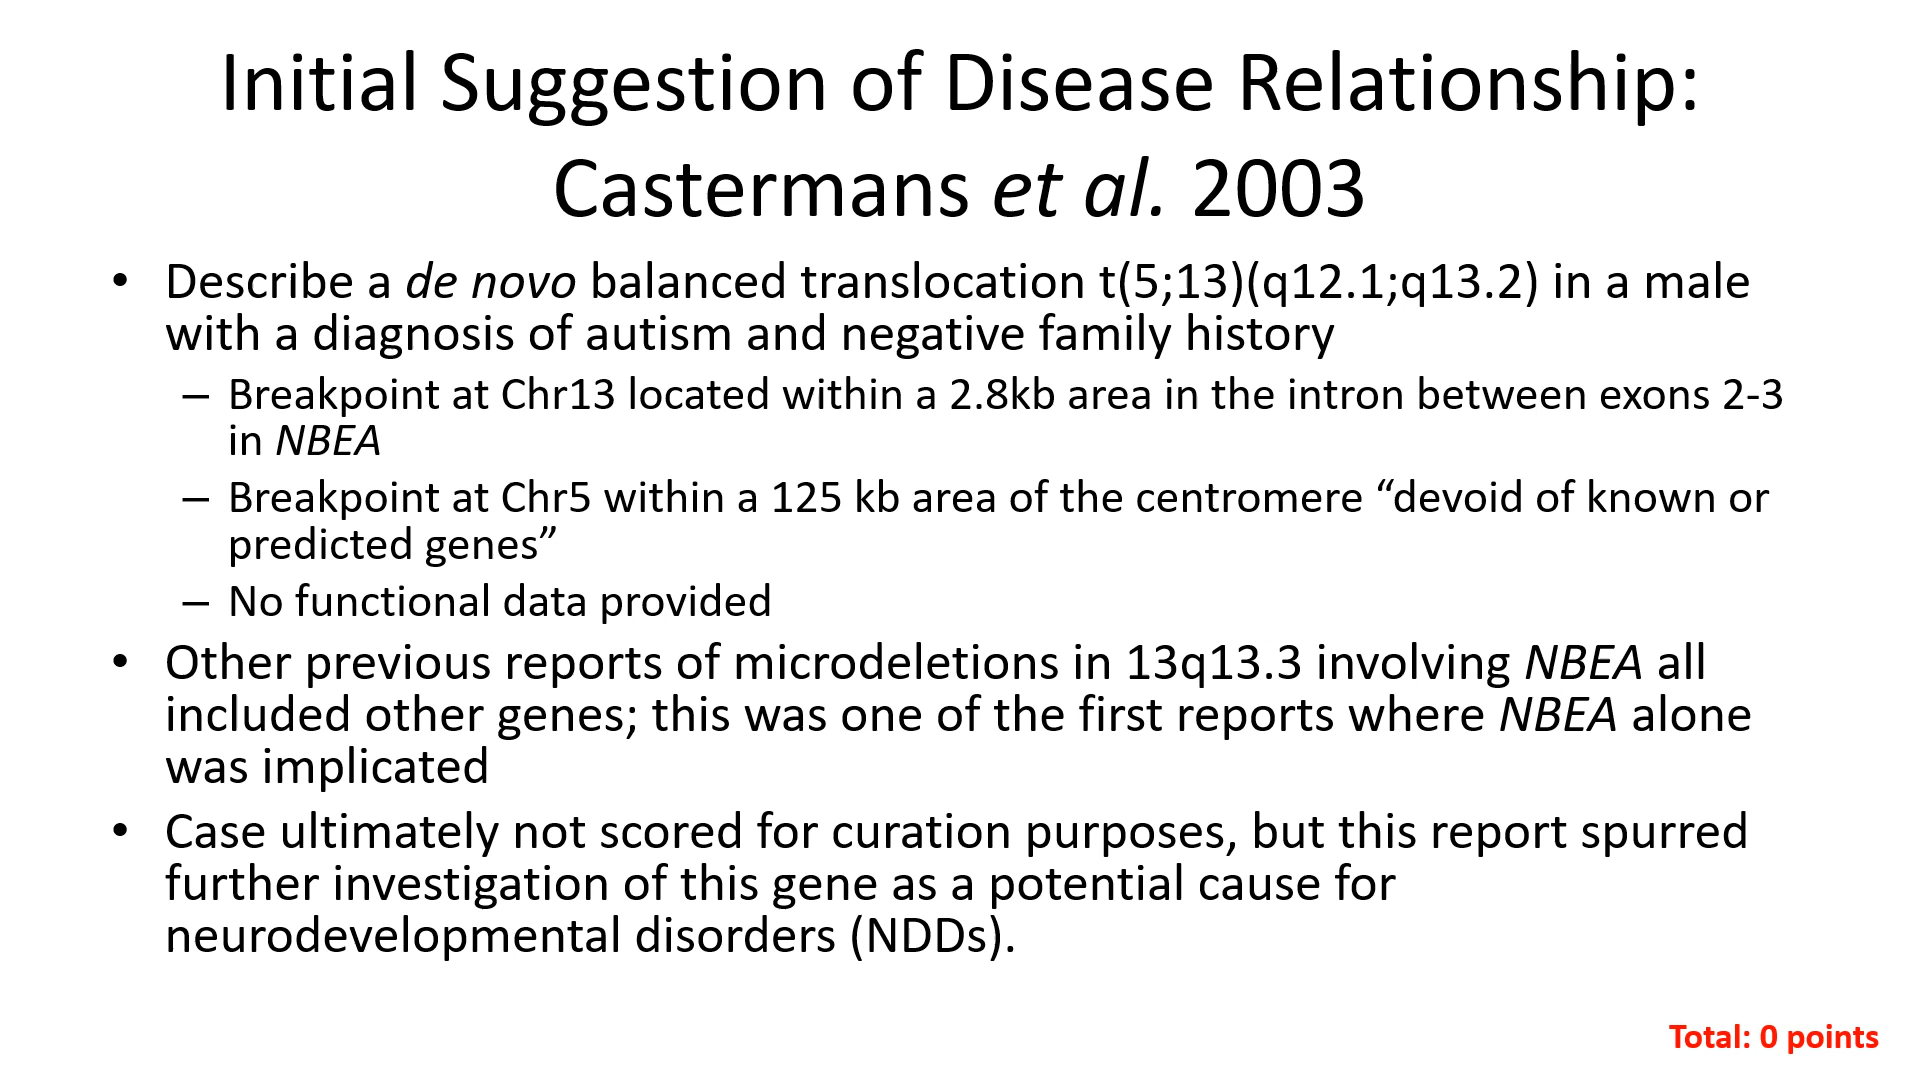 Initial Suggestion of Disease Relationship:
Castermans et al. 2003
• Describe a de novo balanced translocation t(5;13)(q12.1;q13.2) in a male
with a diagnosis of autism and negative family history
– Breakpoint at Chr13 located within a 2.8kb area in the intron between exons 2-3
in NBEA
– Breakpoint at Chr5 within a 125 kb area of the centromere “devoid of known or
predicted genes”
– No functional data provided
• Other previous reports of microdeletions in 13q13.3 involving NBEA all
included other genes; this was one of the first reports where NBEA alone
was implicated
• Case ultimately not scored for curation purposes, but this report spurred
further investigation of this gene as a potential cause for
neurodevelopmental disorders (NDDs).
Total: 0 points